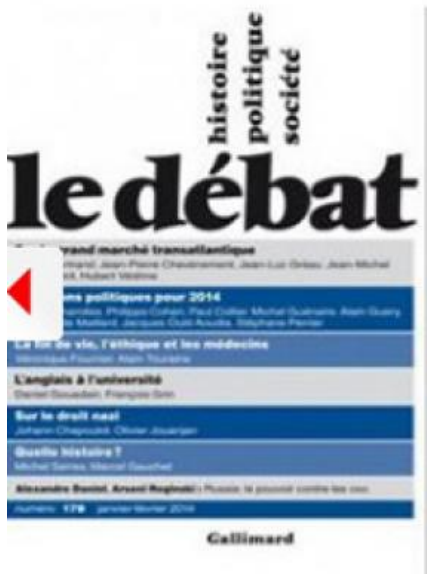 histoire
politique
société
le débat
grand marché transatlantique
Jean-Pierre Chevènement, Jean-Luc Gréau, Jean-Michel
Hubert Védrine
politiques pour 2014
Philippe Cohen, Paul Collier, Michel Guénaire, Alain Guery,
Maillard, Jacques Stéphane Perrier
La fin de vie, l'éthique et les médecins
Véronique Fournier, Alain Touraine
L'anglais à l'université
Daniel Gouadain, François Grin
Sur le droit nazi
Johann Chapoutot, Olivier Jouanjan
Quelle histoire ?
Michel Serres, Marcel Gauchet
Alexandre Daniel, Arseni Roginski : Russie: le pouvoir contre les
numéro 178 janvier-février 2014
Gallimard